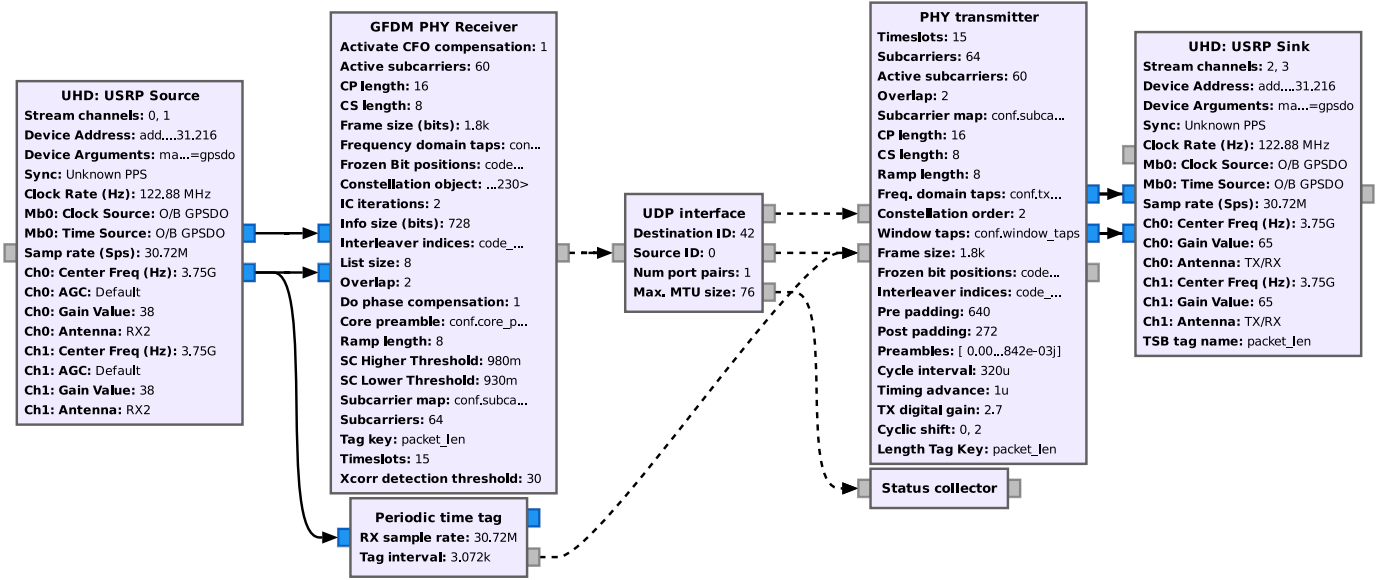 UHD: USRP Source
Stream channels: 0, 1
Device Address: add....31.216
Device Arguments: ma...=gpsdo
Sync: Unknown PPS
Clock Rate (Hz): 122.88 MHz
Mb0: Clock Source: O/B GPSDO
Mb0: Time Source: O/B GPSDO
Samp rate (Sps): 30.72M
Ch0: Center Freq (Hz): 3.75G
Ch0: AGC: Default
Ch0: Gain Value: 38
Ch0: Antenna: RX2
Ch1: Center Freq (Hz): 3.75G
Ch1: AGC: Default
Ch1: Gain Value: 38
Ch1: Antenna: RX2
GFDM PHY Receiver
Activate CFO compensation: 1
Active subcarriers: 60
CP length: 16
CS length: 8
Frame size (bits): 1.8k
Frequency domain taps: con...
Frozen Bit positions: code...
Constellation object: ...230>
IC iterations: 2
Info size (bits): 728
Interleaver indices: code_...
List size: 8
Overlap: 2
Do phase compensation: 1
Core preamble: conf.core_p...
Ramp length: 8
SC Higher Threshold: 980m
SC Lower Threshold: 930m
Subcarrier map: conf.subca...
Subcarriers: 64
Tag key: packet_len
Timeslots: 15
Xcorr detection threshold: 30
Periodic time tag
RX sample rate: 30.72M
Tag interval: 3.072k
UDP interface
Destination ID: 42
Source ID: 0
Num port pairs: 1
Max. MTU size: 76
PHY transmitter
Timeslots: 15
Subcarriers: 64
Active subcarriers: 60
Overlap: 2
Subcarrier map: conf.subca...
CP length: 16
CS length: 8
Ramp length: 8
Freq. domain taps: conf.tx...
Constellation order: 2
Window taps: conf.window_taps
Frame size: 1.8k
Frozen bit positions: code...
Interleaver indices: code_...
Pre padding: 640
Post padding: 272
Preambles: [ 0.00...842e-03j]
Cycle interval: 320u
Timing advance: 1u
TX digital gain: 2.7
Cyclic shift: 0, 2
Length Tag Key: packet_len
Status collector
UHD: USRP Sink
Stream channels: 2, 3
Device Address: add....31.216
Device Arguments: ma...=gpsdo
Sync: Unknown PPS
Clock Rate (Hz): 122.88 MHz
Mb0: Clock Source: O/B GPSDO
Mb0: Time Source: O/B GPSDO
Samp rate (Sps): 30.72M
Ch0: Center Freq (Hz): 3.75G
Ch0: Gain Value: 65
Ch0: Antenna: TX/RX
Ch1: Center Freq (Hz): 3.75G
Ch1: Gain Value: 65
Ch1: Antenna: TX/RX
TSB tag name: packet_len